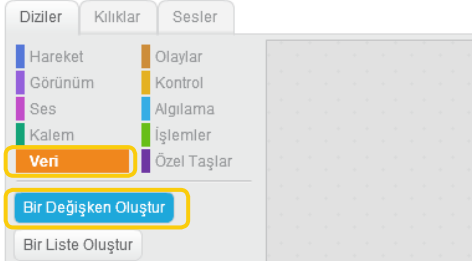 Diziler Kılıklar Sesler
Hareket Olaylar
Görünüm Kontrol
Ses Algılama
Kalem İşlemler
Veri Özel Taşlar
Bir Değişken Oluştur
Bir Liste Oluştur